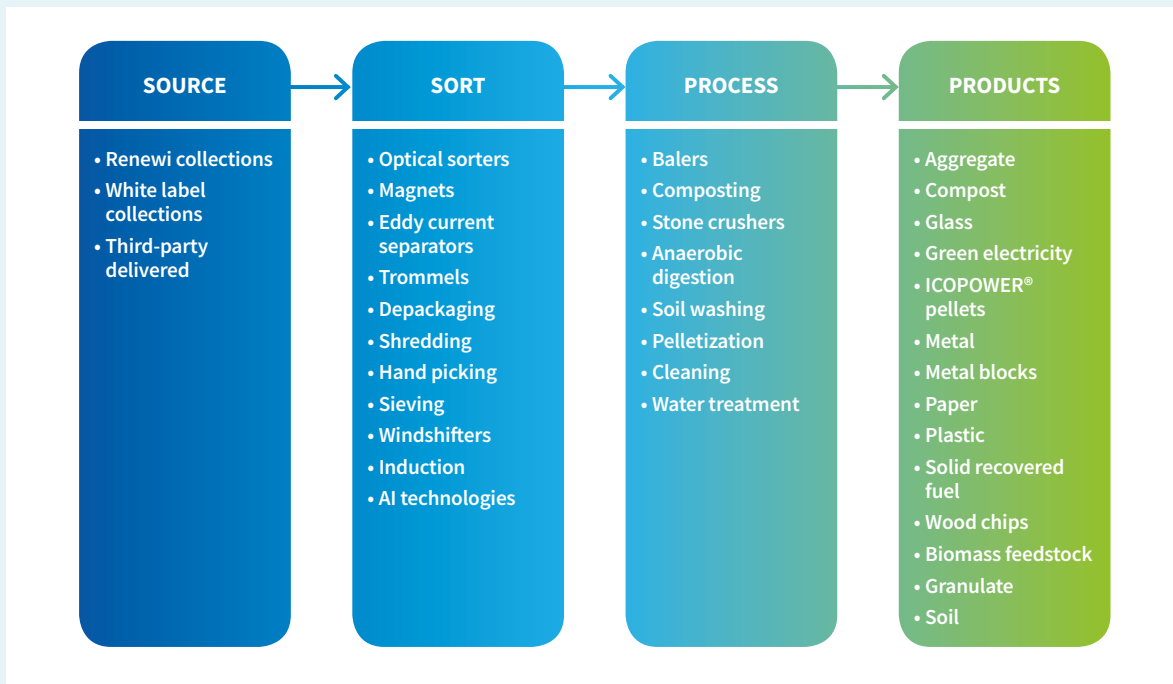 SOURCE
• Renewi collections
• White label
collections
• Third-party
delivered
SORT
• Optical sorters
• Magnets
• Eddy current
separators
• Trommels
• Depackaging
• Shredding
• Hand picking
• Sieving
• Windshifters
• Induction
• AI technologies
PROCESS
• Balers
• Composting
• Stone crushers
• Anaerobic
digestion
• Soil washing
• Pelletization
• Cleaning
• Water treatment
PRODUCTS
• Aggregate
• Compost
• Glass
• Green electricity
• ICOPOWER®
pellets
• Metal
• Metal blocks
• Paper
• Plastic
• Solid recovered
fuel
• Wood chips
• Biomass feedstock
• Granulate
• Soil